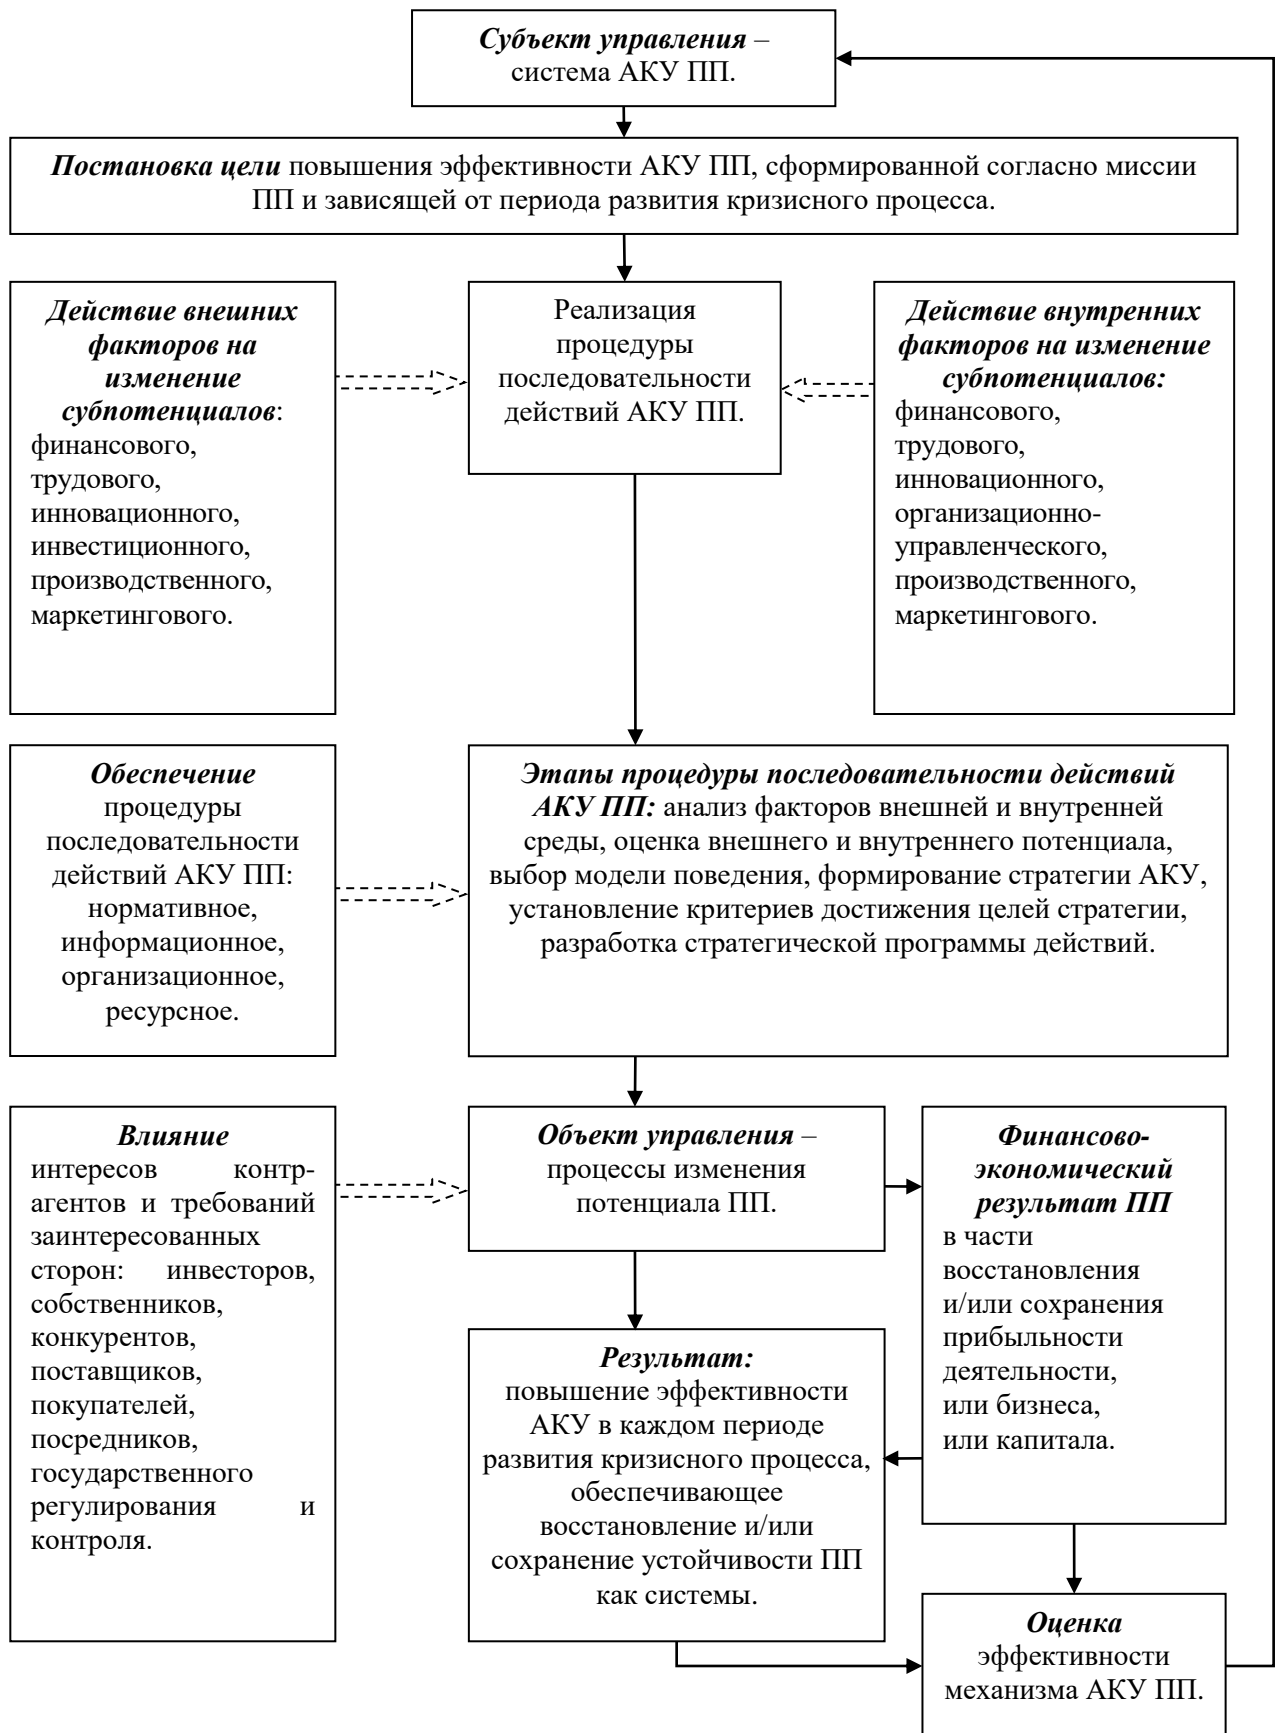 Субъект управления –
система АКУ ПП.
Постановка цели повышения эффективности АКУ ПП, сформированной согласно миссии
ПП и зависящей от периода развития кризисного процесса.
Действие внешних
факторов на
изменение
субпотенциалов:
финансового,
трудового,
инновационного,
инвестиционного,
производственного,
маркетингового.
Реализация
процедуры
последовательности
действий АКУ ПП.
Действие внутренних
факторов на изменение
субпотенциалов:
финансового,
трудового,
инновационного,
организационно-
управленческого,
производственного,
маркетингового.
Обеспечение
процедуры
последовательности
действий АКУ ПП:
нормативное,
информационное,
организационное,
ресурсное.
Этапы процедуры последовательности действий
АКУ ПП: анализ факторов внешней и внутренней
среды, оценка внешнего и внутреннего потенциала,
выбор модели поведения, формирование стратегии АКУ,
установление критериев достижения целей стратегии,
разработка стратегической программы действий.
Влияние
интересов контр-
агентов и требований
заинтересованных
сторон: инвесторов,
собственников,
конкурентов,
поставщиков,
покупателей,
посредников,
государственного
регулирования и
контроля.
Объект управления –
процессы изменения
потенциала ПП.
Финансово-
экономический
результат ПП
в части
восстановления
и/или сохранения
прибыльности
деятельности,
или бизнеса,
или капитала.
Результат:
повышение эффективности
АКУ в каждом периоде
развития кризисного процесса,
обеспечивающее
восстановление и/или
сохранение устойчивости ПП
как системы.
Оценка
эффективности
механизма АКУ ПП.